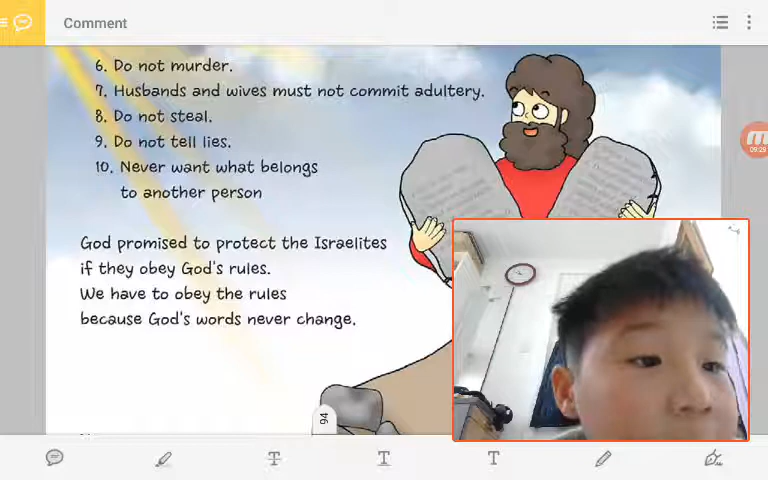 Comment
6. Do not murder.
7. Husbands and wives must not commit adultery.
8. Do not steal.
9. Do not tell lies.
10. Never want what belongs
to another person
God promised to protect the Israelites
if they obey God's rules.
We have to obey the rules
because God's words never change.
94
09:29
T
T
T